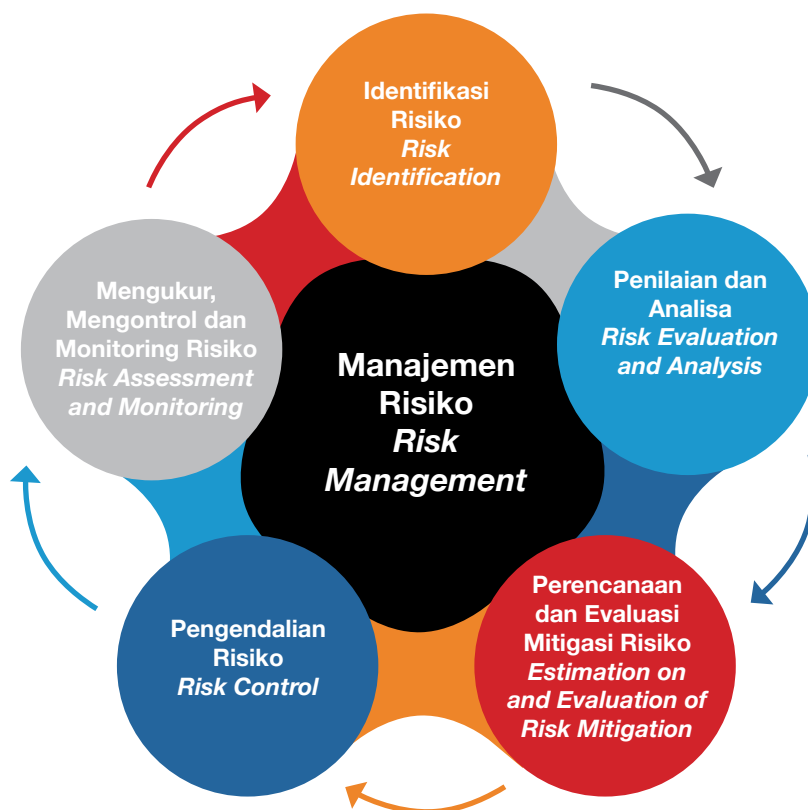 Identifikasi
Risiko
Risk
Identification
Penilaian dan
Analisa
Risk Evaluation
and Analysis
Perencanaan
dan Evaluasi
Mitigasi Risiko
Estimation on
and Evaluation of
Risk Mitigation
Pengendalian
Risiko
Risk Control
Mengukur,
Mengontrol dan
Monitoring Risiko
Risk Assessment
and Monitoring
Manajemen
Risiko
Risk
Management